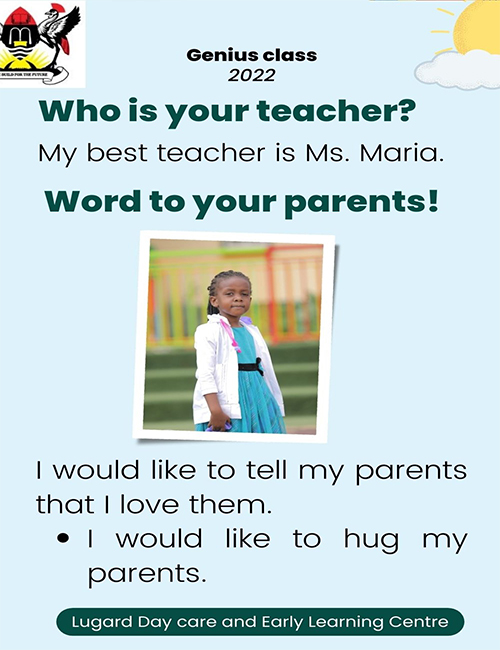 BUILD FOR THE FUTURE
Genius class
2022
Who is your teacher?
My best teacher is Ms. Maria.
Word to your parents!
I would like to tell my parents
that I love them.
• I would like to hug my
parents.
Lugard Day care and Early Learning Centre